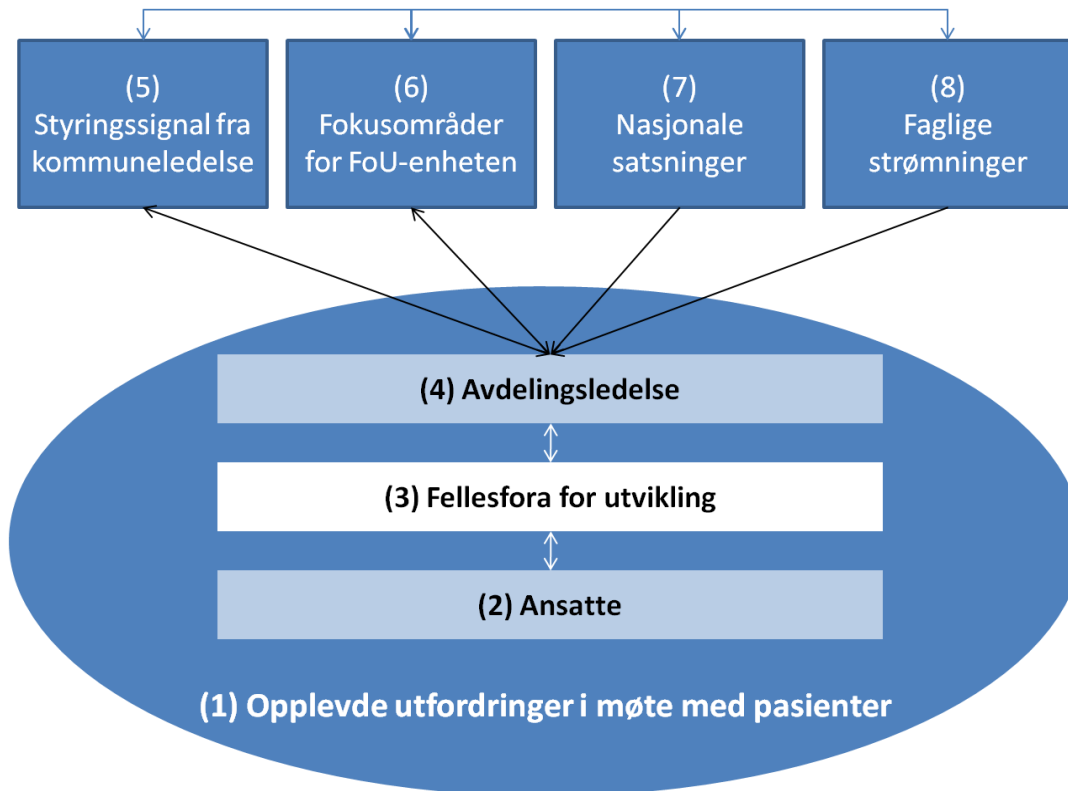 (5)
Styringssignal fra
kommuneledelse
(6)
Fokusområder
for FoU-enheten
(7)
Nasjonale
satsninger
(8)
Faglige
strømninger
(4) Avdelingsledelse
(3) Fellesfora for utvikling
(2) Ansatte
(1) Opplevde utfordringer i møte med pasienter